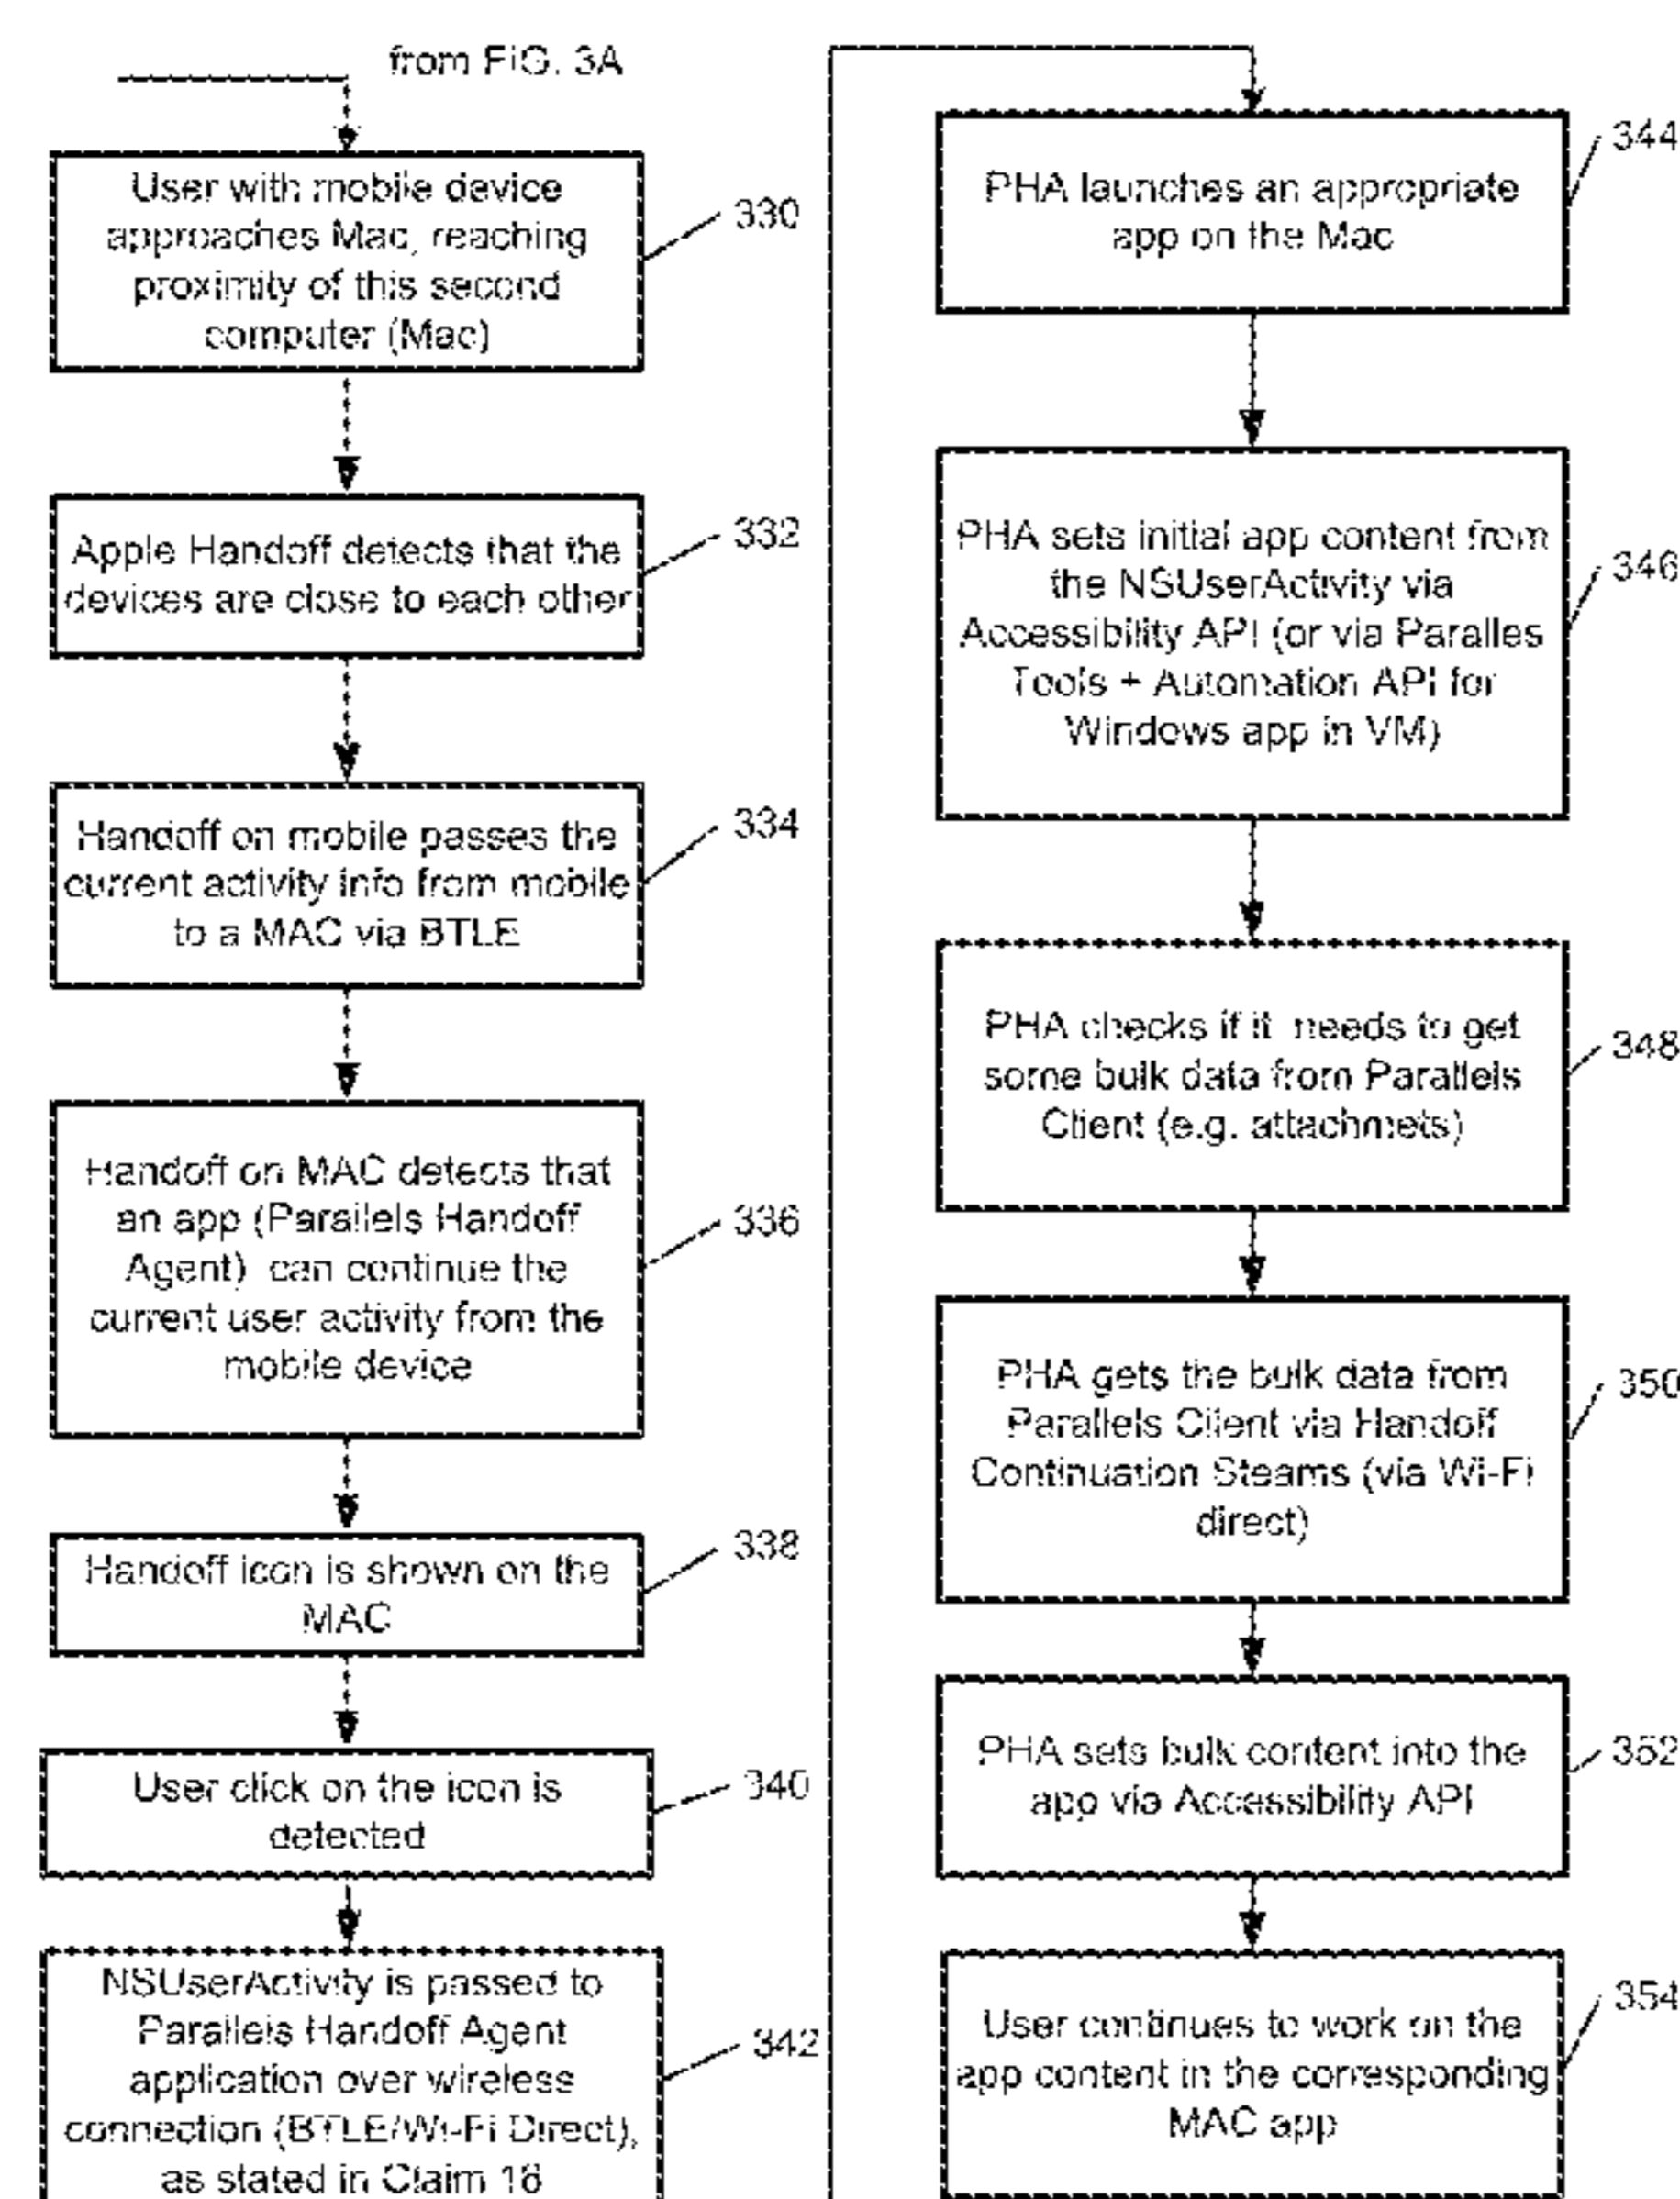 from FIG. 3A
User with mobile device
approaches Mac, reaching
proximity of this second
computer (Mac)
330
Apple Handoff detects that the
devices are close to each other
332
Handoff on mobile passes the
current activity info from mobile
to a MAC via BTLE
334
Handoff on MAC detects that
an app (Parallels Handoff
Agent) can continue the
current user activity from the
mobile device
336
Handoff icon is shown on the
MAC
338
User click on the icon is
detected
340
NSUserActivity is passed to
Parallels Handoff Agent
application over wireless
connection (BTLE/Wi-Fi Direct),
as stated in Claim 16
342
PHA launches an appropriate
app on the Mac
344
PHA sets initial app content from
the NSUserActivity via
Accessibility API (or via Paralles
Tools + Automation API for
Windows app in VM)
346
PHA checks if it needs to get
some bulk data from Parallels
Client (e.g. attachmets)
348
PHA gets the bulk data from
Parallels Client via Handoff
Continuation Steams (via Wi-Fi
direct)
350
PHA sets bulk content into the
app via Accessibility API
352
User continues to work on the
app content in the corresponding
MAC app
354